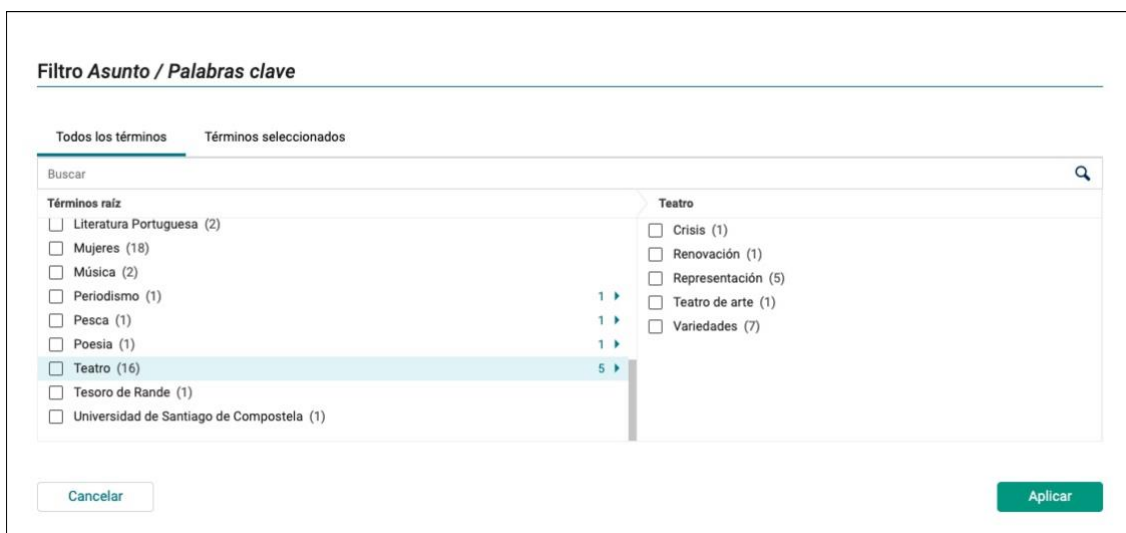 Filtro Asunto / Palabras clave
Todos los términos
Términos seleccionados
Buscar
Términos raíz
Literatura Portuguesa (2)
Mujeres (18)
Música (2)
Periodismo (1) 1
Pesca (1) 1
Poesia (1) 1
Teatro (16) 5
Tesoro de Rande (1)
Universidad de Santiago de Compostela (1)
Teatro
Crisis (1)
Renovación (1)
Representación (5)
Teatro de arte (1)
Variedades (7)
Cancelar
Aplicar